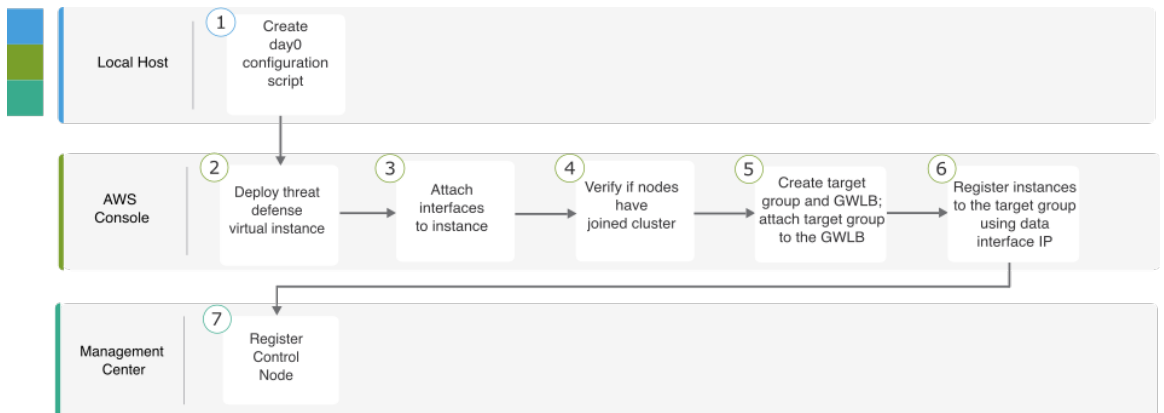 1
Create
day0
configuration
script
Local Host
2
Deploy threat
defense
virtual instance
3
Attach
interfaces
to instance
4
Verify if nodes
have
joined cluster
5
Create target
group and GWLB;
attach target group
to the GWLB
6
Register instances
to the target group
using data
interface IP
AWS
Console
7
Register
Control
Node
Management
Center